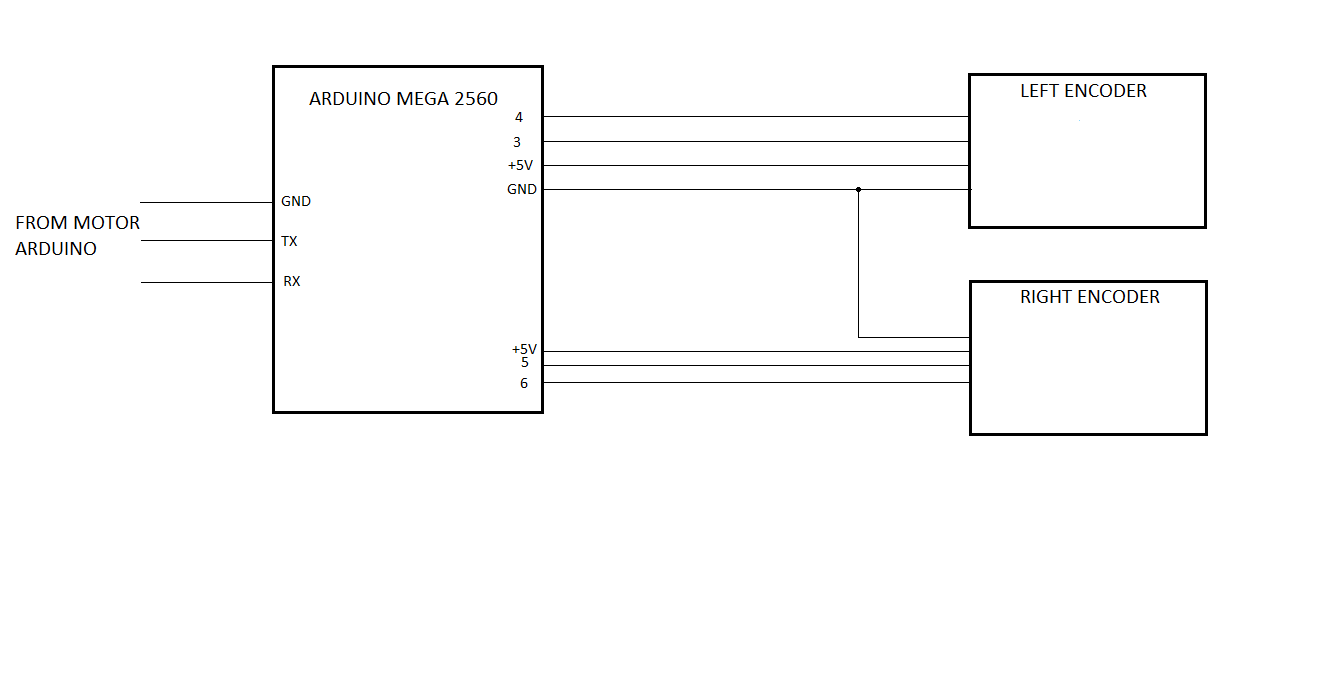 ARDUINO MEGA 2560
4
3
+5V
GND
GND
TX
RX
FROM MOTOR
ARDUINO
+5V
5
6
LEFT ENCODER
RIGHT ENCODER